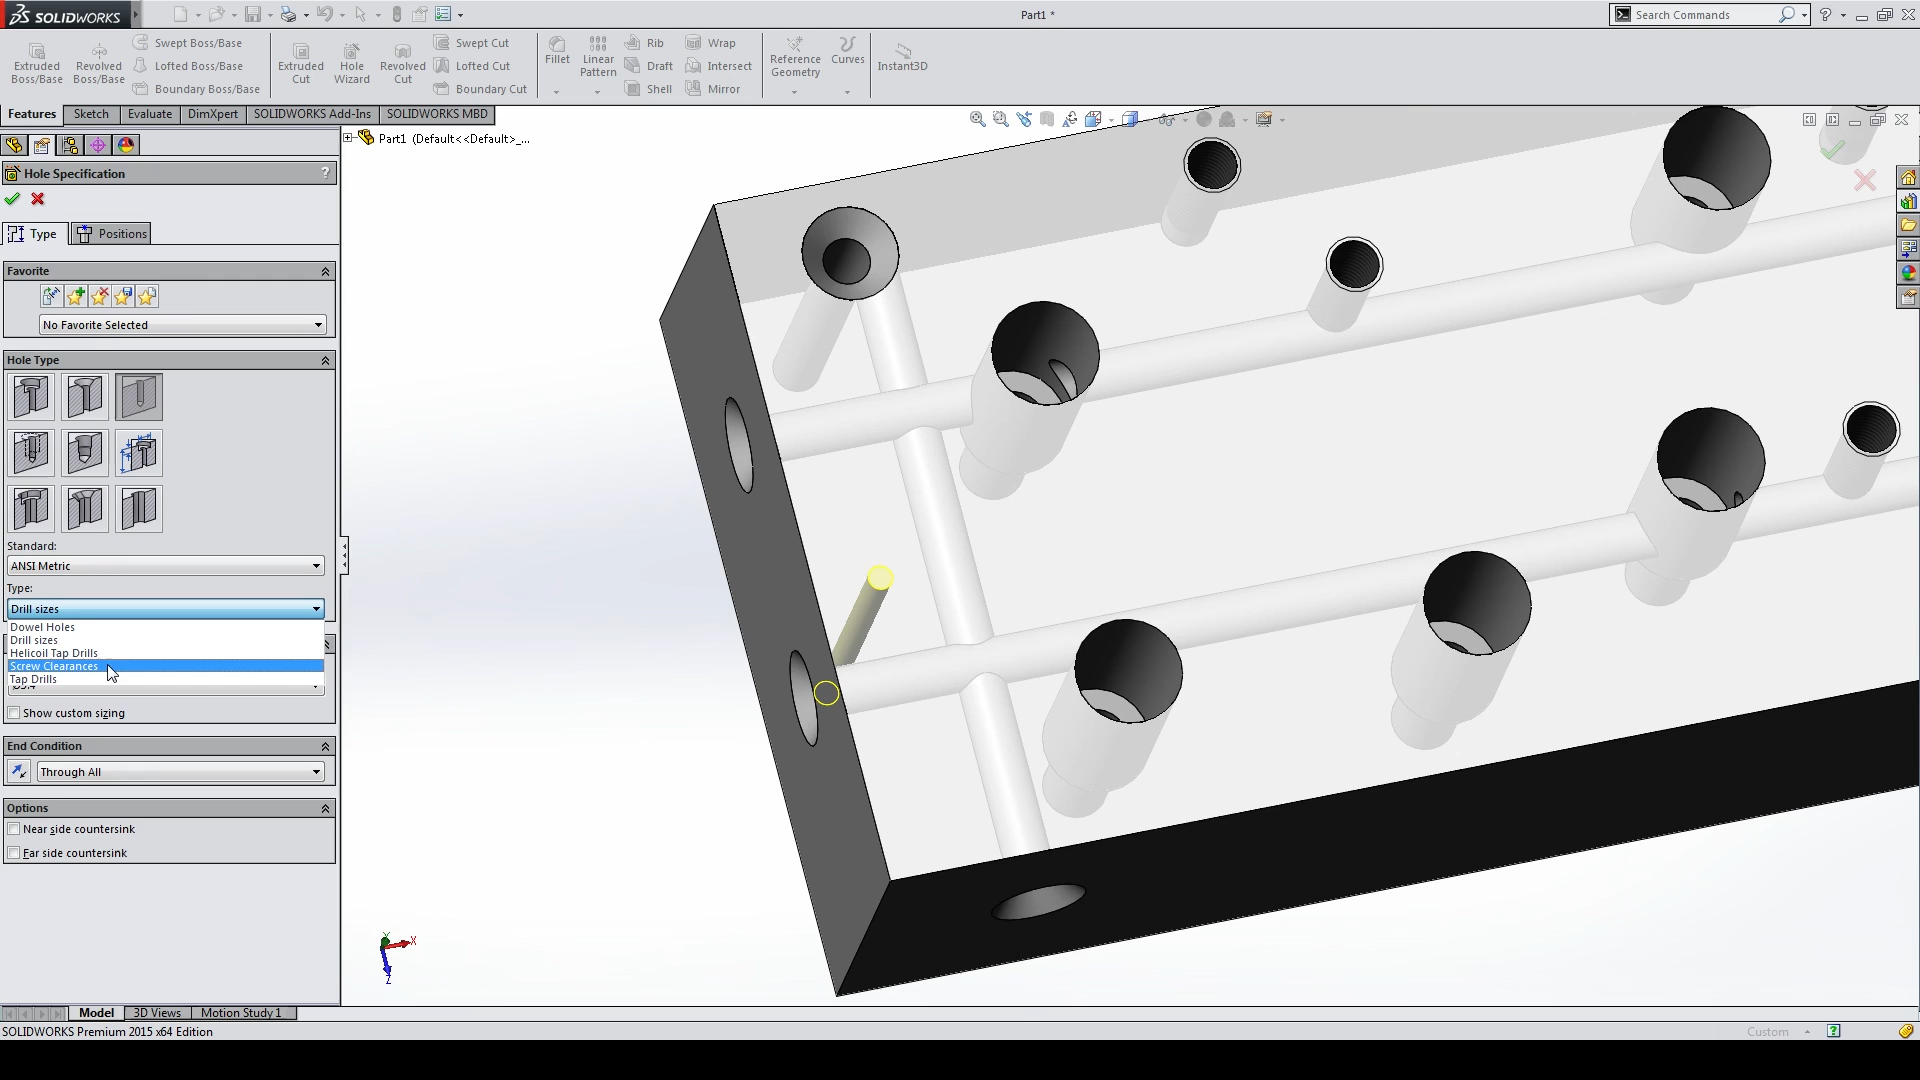 SOLIDWORKS
Part1 *
Search Commands
Extruded Boss/Base
Revolved Boss/Base
Swept Boss/Base
Lofted Boss/Base
Boundary Boss/Base
Extruded Cut
Hole Wizard
Revolved Cut
Swept Cut
Lofted Cut
Boundary Cut
Fillet
Linear Pattern
Rib
Draft
Shell
Wrap
Intersect
Mirror
Reference Geometry
Curves
Instant3D
Features
Sketch
Evaluate
DimXpert
SOLIDWORKS Add-Ins
SOLIDWORKS MBD
Part1 (Default<<Default>_...
Hole Specification
?
Type
Positions
Favorite
No Favorite Selected
Hole Type
Standard:
ANSI Metric
Type:
Drill sizes
Dowel Holes
Drill sizes
Helicoil Tap Drills
Screw Clearances
Tap Drills
Show custom sizing
End Condition
Through All
Options
Near side countersink
Far side countersink
Y
X
Z
Model
3D Views
Motion Study 1
SOLIDWORKS Premium 2015 x64 Edition
Custom
?